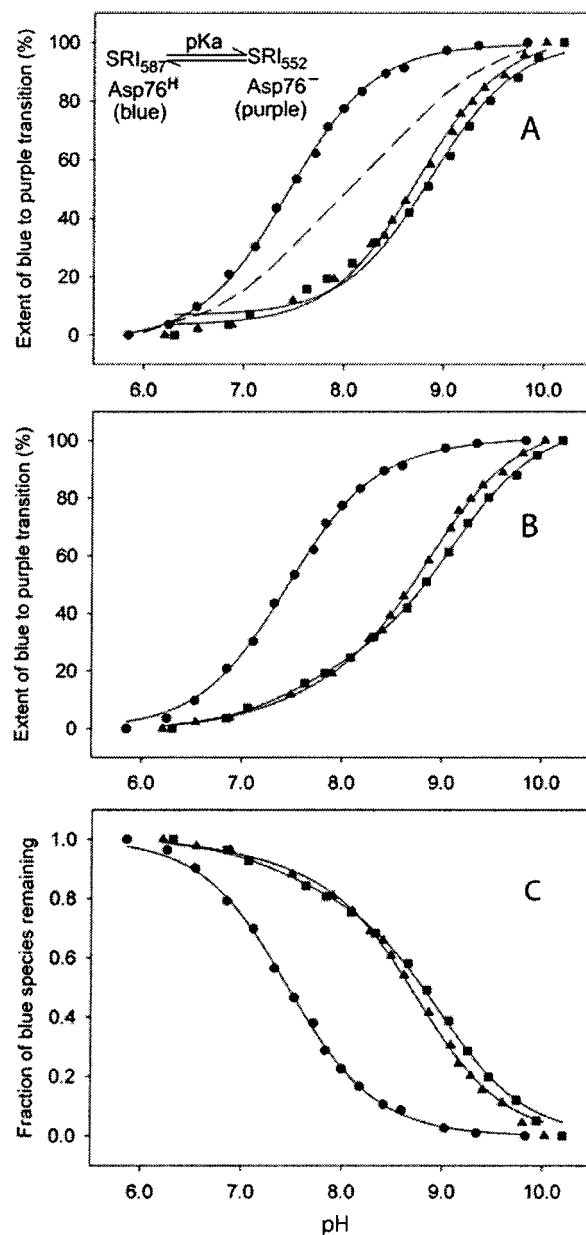 Extent of blue to purple transition (%)
100
80
60
40
20
0
pKa
SRI587 SRI552
Asp76H Asp76−
(blue) (purple)
A
6.0 7.0 8.0 9.0 10.0
Extent of blue to purple transition (%)
100
80
60
40
20
0
B
6.0 7.0 8.0 9.0 10.0
Fraction of blue species remaining
1.0
0.8
0.6
0.4
0.2
0.0
C
6.0 7.0 8.0 9.0 10.0
pH